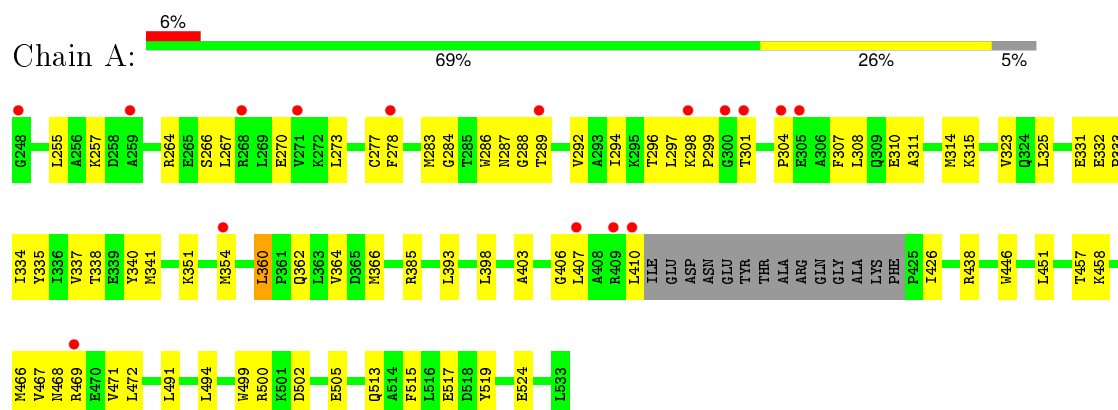 6%
Chain A:
69% 26% 5%
G248 L255 A256 K257 D258 A259 R264 E265 S266 L267 R268 L269 E270 V271 K272 L273 C277 F278 M283 G284 T285 W286 N287 G288 T289 V292 A293 I294 K295 T296 L297 K298 P299 G300 T301 P304 E305 A306 F307 L308 Q309 E310 A311 M314 K315 V323 Q324 L325 E331 E332 P333
I334 Y335 I336 V337 T338 E339 Y340 M341 K351 M354 L360 P361 Q362 L363 V364 D365 M366 R385 L393 L398 A403 G406 L407 A408 R409 L410 ILE GLU ASP ASN GLU TYR THR ALA ARG GLN GLY ALA LYS PHE P425 I426 R438 W446 L451 T457 K458
M466 V467 N468 R469 E470 V471 L472 L491 L494 W499 R500 K501 D502 E505 Q513 A514 F515 L516 E517 D518 Y519 E524 L533